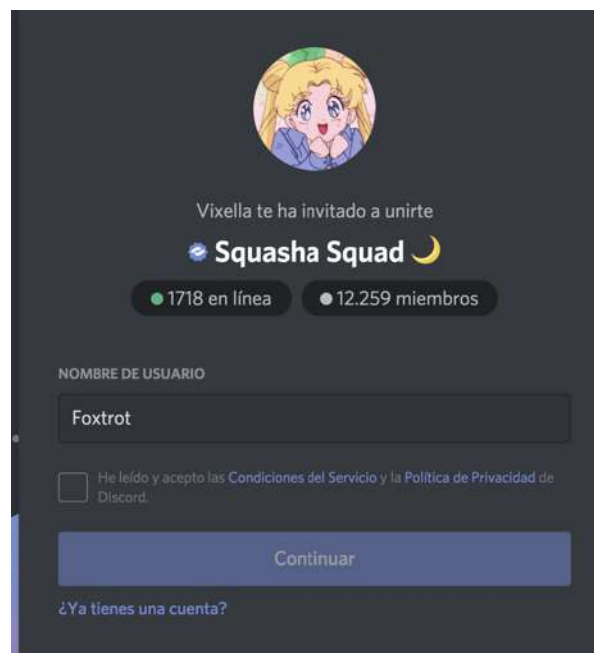 Vixella te ha invitado a unirte
Squasha Squad 🌙
1718 en línea 12.259 miembros
NOMBRE DE USUARIO
Foxtrot
He leído y acepto las Condiciones del Servicio y la Política de Privacidad de
Discord.
Continuar
¿Ya tienes una cuenta?